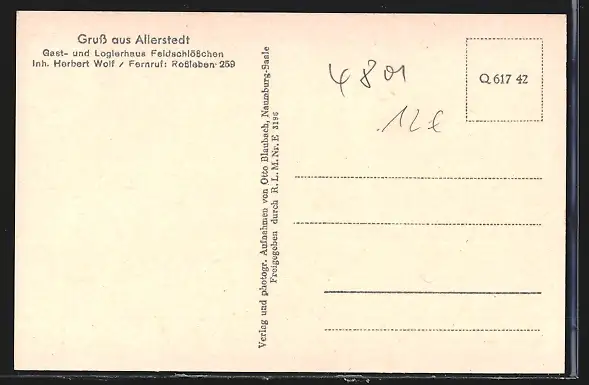 Gruß aus Allerstedt
Gast- und Logierhaus Feldschlößchen
Inh. Herbert Wolf / Fernruf: Roßleben 259
Verlag und photogr. Aufnahmen von Otto Blaubach, Naumburg-Saale
Freigegeben durch R. L. M. Nr. E 3196
4801
12€
Q 617 42